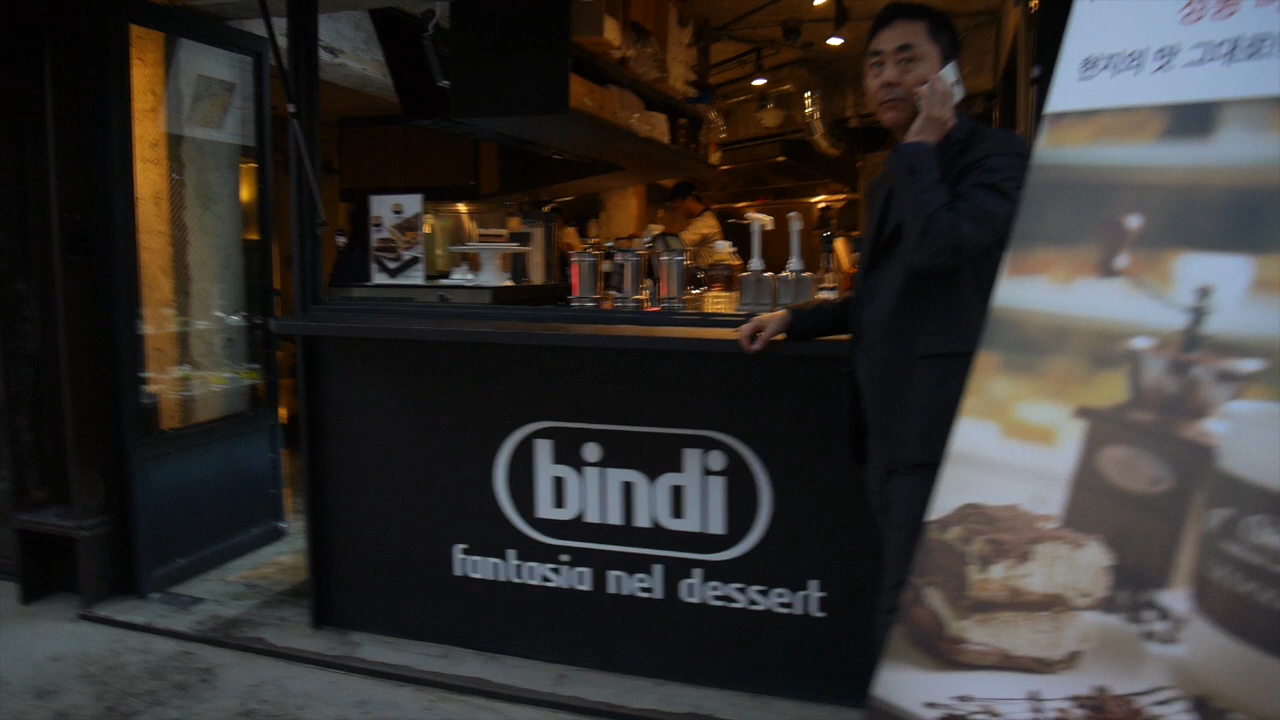 bindi
fantasia nel dessert
현지의 맛 그대로